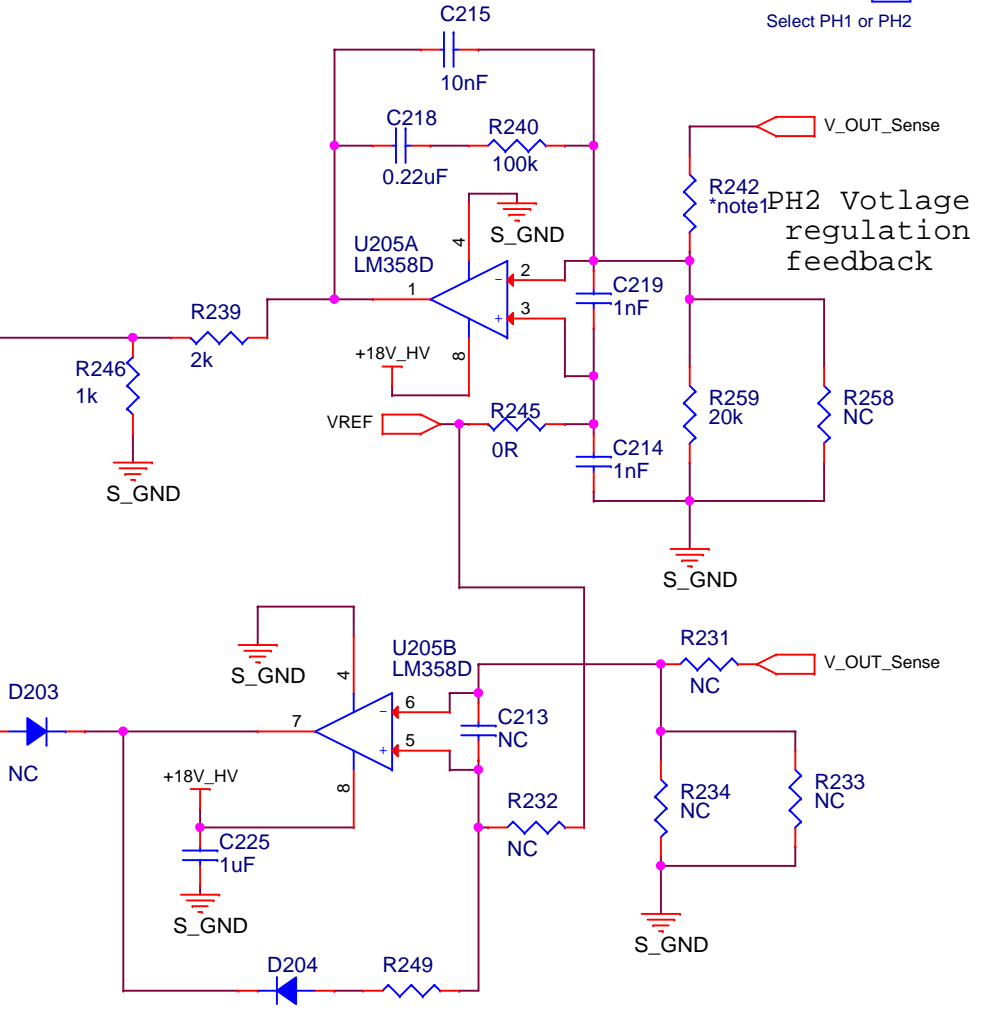 Select PH1 or PH2
C215
10nF
C218
0.22uF
R240
100k
V_OUT_Sense
R242
*note1
PH2 Votlage
regulation
feedback
S_GND
4
U205A
LM358D
1
2
3
-
+
8
+18V_HV
C219
1nF
R239
2k
R246
1k
S_GND
VREF
R245
0R
C214
1nF
R259
20k
R258
NC
S_GND
S_GND
4
U205B
LM358D
7
6
5
-
+
8
C213
NC
R231
NC
V_OUT_Sense
D203
NC
+18V_HV
C225
1uF
S_GND
R232
NC
R234
NC
R233
NC
S_GND
D204
R249